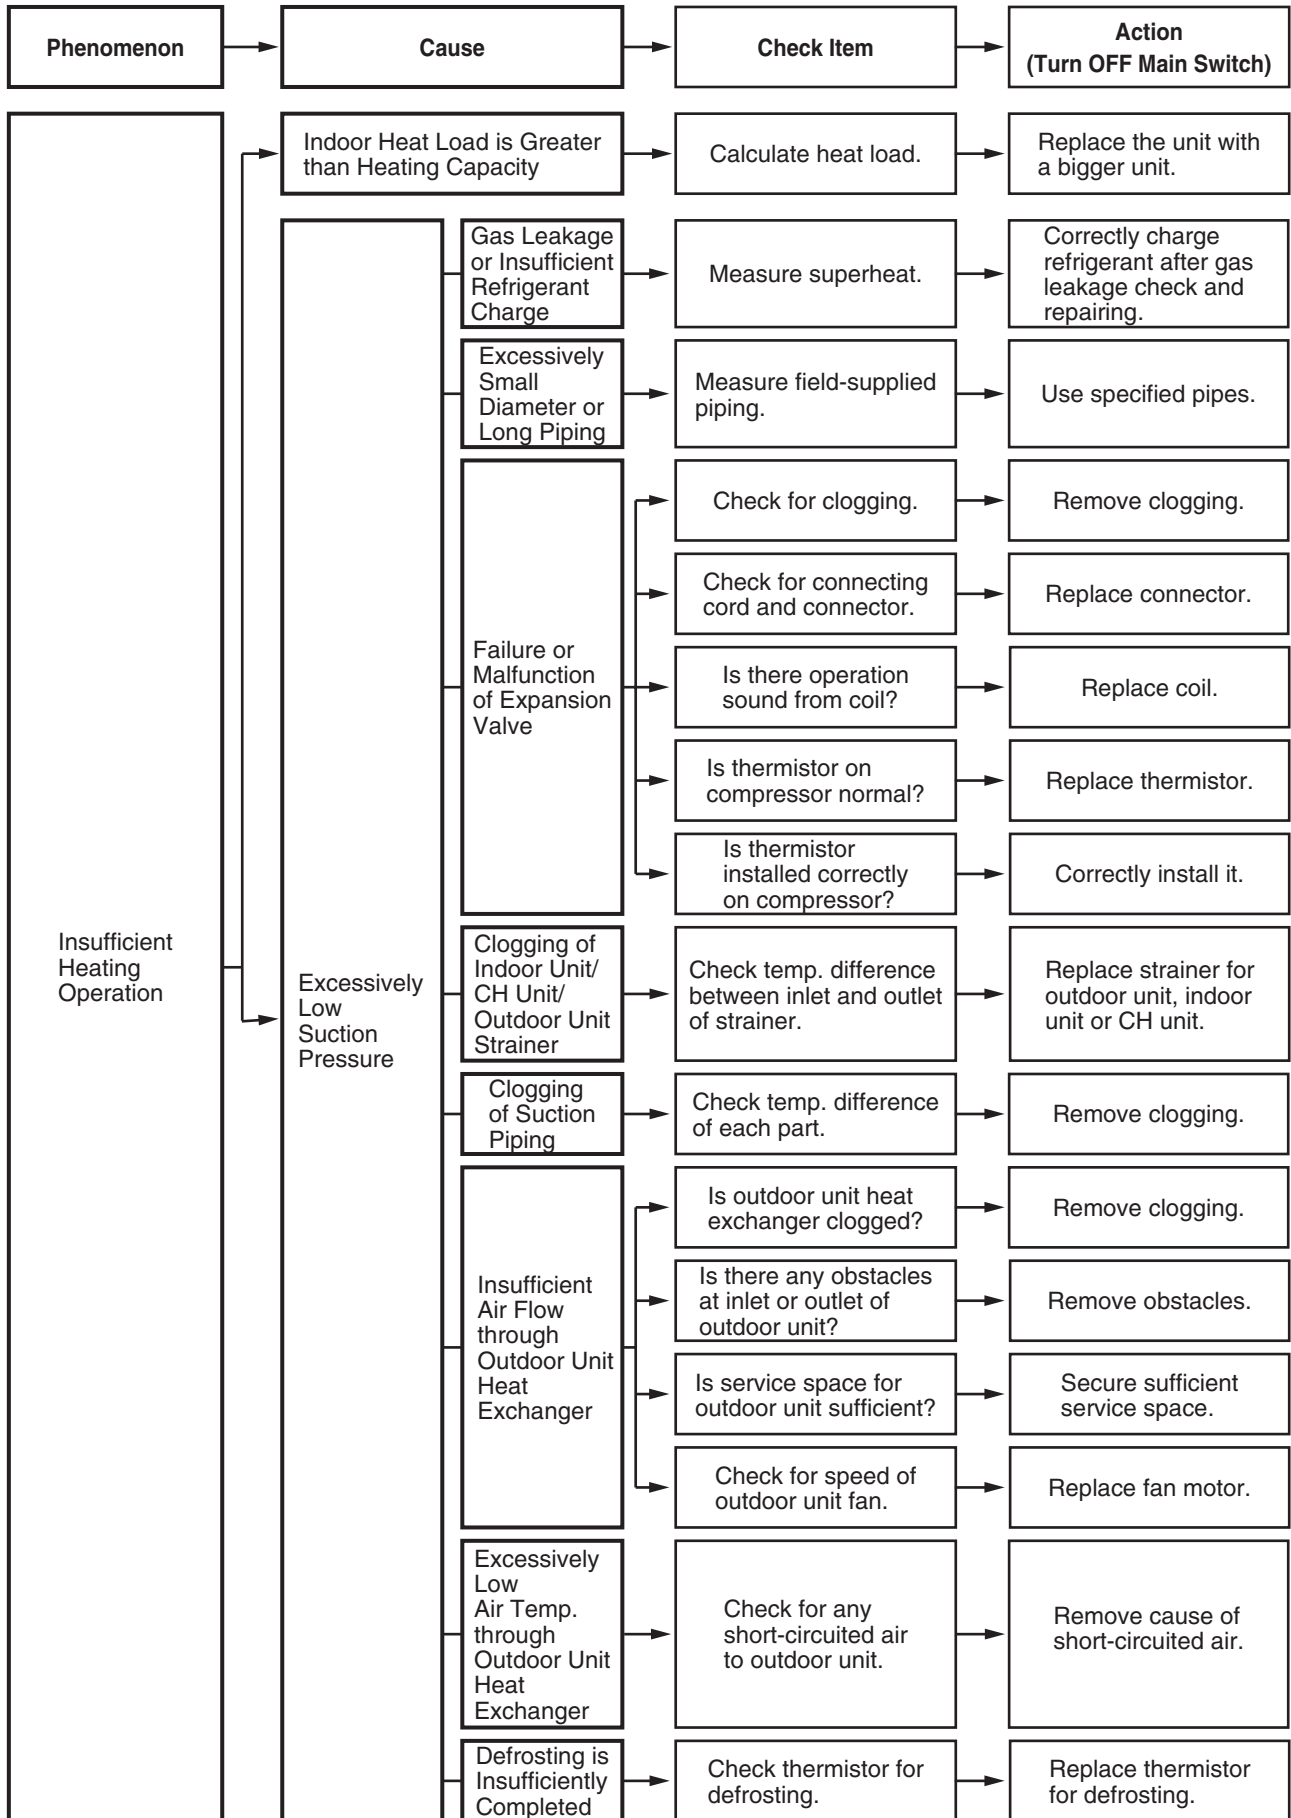 Phenomenon
Cause
Check Item
Action
(Turn OFF Main Switch)
Insufficient
Heating
Operation
Indoor Heat Load is Greater
than Heating Capacity
Calculate heat load.
Replace the unit with
a bigger unit.
Excessively
Low
Suction
Pressure
Gas Leakage
or Insufficient
Refrigerant
Charge
Measure superheat.
Correctly charge
refrigerant after gas
leakage check and
repairing.
Excessively
Small
Diameter or
Long Piping
Measure field-supplied
piping.
Use specified pipes.
Failure or
Malfunction
of Expansion
Valve
Check for clogging.
Remove clogging.
Check for connecting
cord and connector.
Replace connector.
Is there operation
sound from coil?
Replace coil.
Is thermistor on
compressor normal?
Replace thermistor.
Is thermistor
installed correctly
on compressor?
Correctly install it.
Clogging of
Indoor Unit/
CH Unit/
Outdoor Unit
Strainer
Check temp. difference
between inlet and outlet
of strainer.
Replace strainer for
outdoor unit, indoor
unit or CH unit.
Clogging
of Suction
Piping
Check temp. difference
of each part.
Remove clogging.
Insufficient
Air Flow
through
Outdoor Unit
Heat
Exchanger
Is outdoor unit heat
exchanger clogged?
Remove clogging.
Is there any obstacles
at inlet or outlet of
outdoor unit?
Remove obstacles.
Is service space for
outdoor unit sufficient?
Secure sufficient
service space.
Check for speed of
outdoor unit fan.
Replace fan motor.
Excessively
Low
Air Temp.
through
Outdoor Unit
Heat
Exchanger
Check for any
short-circuited air
to outdoor unit.
Remove cause of
short-circuited air.
Defrosting is
Insufficiently
Completed
Check thermistor for
defrosting.
Replace thermistor
for defrosting.